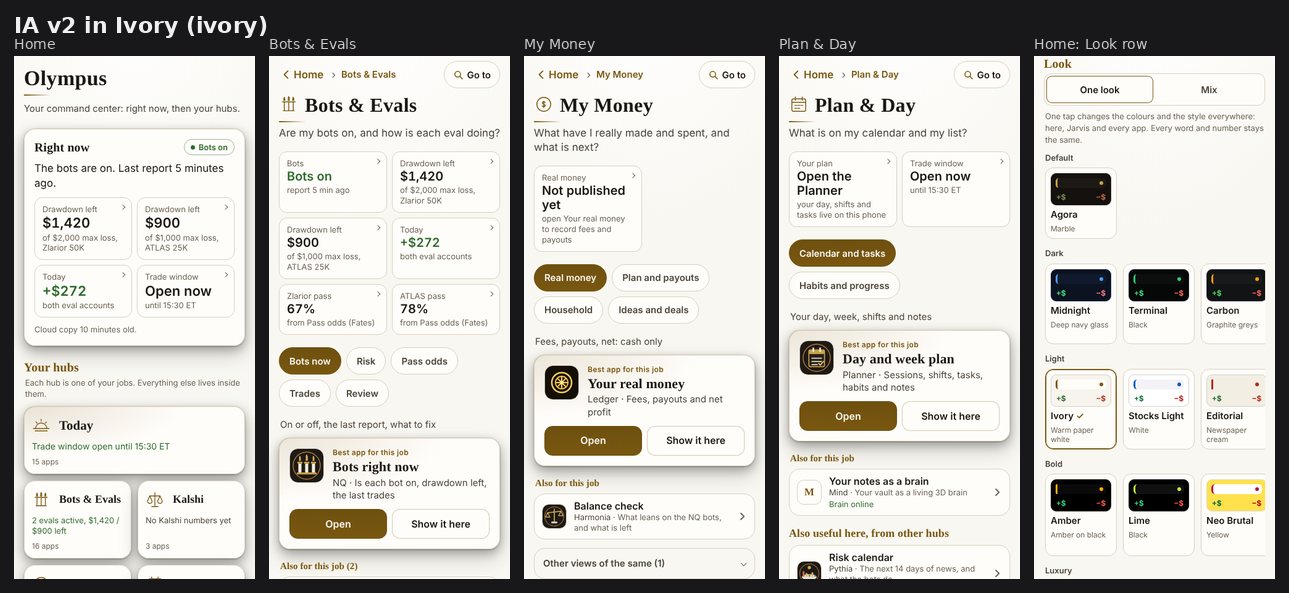 IA v2 in Ivory (ivory)
Home
Olympus
Your command center: right now, then your hubs.
Right now
Bots on
The bots are on. Last report 5 minutes
ago.
Drawdown left
$1,420
of $2,000 max loss,
Zlarior 50K
Drawdown left
$900
of $1,000 max loss,
ATLAS 25K
Today
+$272
both eval accounts
Trade window
Open now
until 15:30 ET
Cloud copy 10 minutes old.
Your hubs
Each hub is one of your jobs. Everything else lives inside
them.
Today
Trade window open until 15:30 ET
15 apps
Bots & Evals
2 evals active, $1,420 /
$900 left
16 apps
Kalshi
No Kalshi numbers yet
3 apps
Bots & Evals
Home
Bots & Evals
Go to
Bots & Evals
Are my bots on, and how is each eval doing?
Bots
Bots on
report 5 min ago
Drawdown left
$1,420
of $2,000 max loss,
Zlarior 50K
Drawdown left
$900
of $1,000 max loss,
ATLAS 25K
Today
+$272
both eval accounts
Zlarior pass
67%
from Pass odds (Fates)
ATLAS pass
78%
from Pass odds (Fates)
Bots now
Risk
Pass odds
Trades
Review
On or off, the last report, what to fix
Best app for this job
Bots right now
NQ · Is each bot on, drawdown left,
the last trades
Open
Show it here
Also for this job (2)
My Money
Home
My Money
Go to
My Money
What have I really made and spent, and
what is next?
Real money
Not published
yet
open Your real money
to record fees and
payouts
Real money
Plan and payouts
Household
Ideas and deals
Fees, payouts, net: cash only
Best app for this job
Your real money
Ledger · Fees, payouts and net
profit
Open
Show it here
Also for this job
Balance check
Harmonia · What leans on the NQ bots,
and what is left
Other views of the same (1)
Plan & Day
Home
Plan & Day
Go to
Plan & Day
What is on my calendar and my list?
Your plan
Open the
Planner
your day, shifts and
tasks live on this phone
Trade window
Open now
until 15:30 ET
Calendar and tasks
Habits and progress
Your day, week, shifts and notes
Best app for this job
Day and week plan
Planner · Sessions, shifts, tasks,
habits and notes
Open
Show it here
Also for this job
M
Your notes as a brain
Mind · Your vault as a living 3D brain
Brain online
Also useful here, from other hubs
Risk calendar
Pythia · The next 14 days of news, and
what the bots do
Home: Look row
Look
One look
Mix
One tap changes the colours and the style everywhere:
here, Jarvis and every app. Every word and number stays
the same.
Default
+$ −$
Agora
Marble
Dark
+$ −$
Midnight
Deep navy glass
+$ −$
Terminal
Black
+$ −$
Carbon
Graphite greys
Light
+$ −$
Ivory ✓
Warm paper
white
+$ −$
Stocks Light
White
+$ −$
Editorial
Newspaper
cream
Bold
+$ −$
Amber
Amber on black
+$ −$
Lime
Black
+$ −$
Neo Brutal
Yellow
Luxury